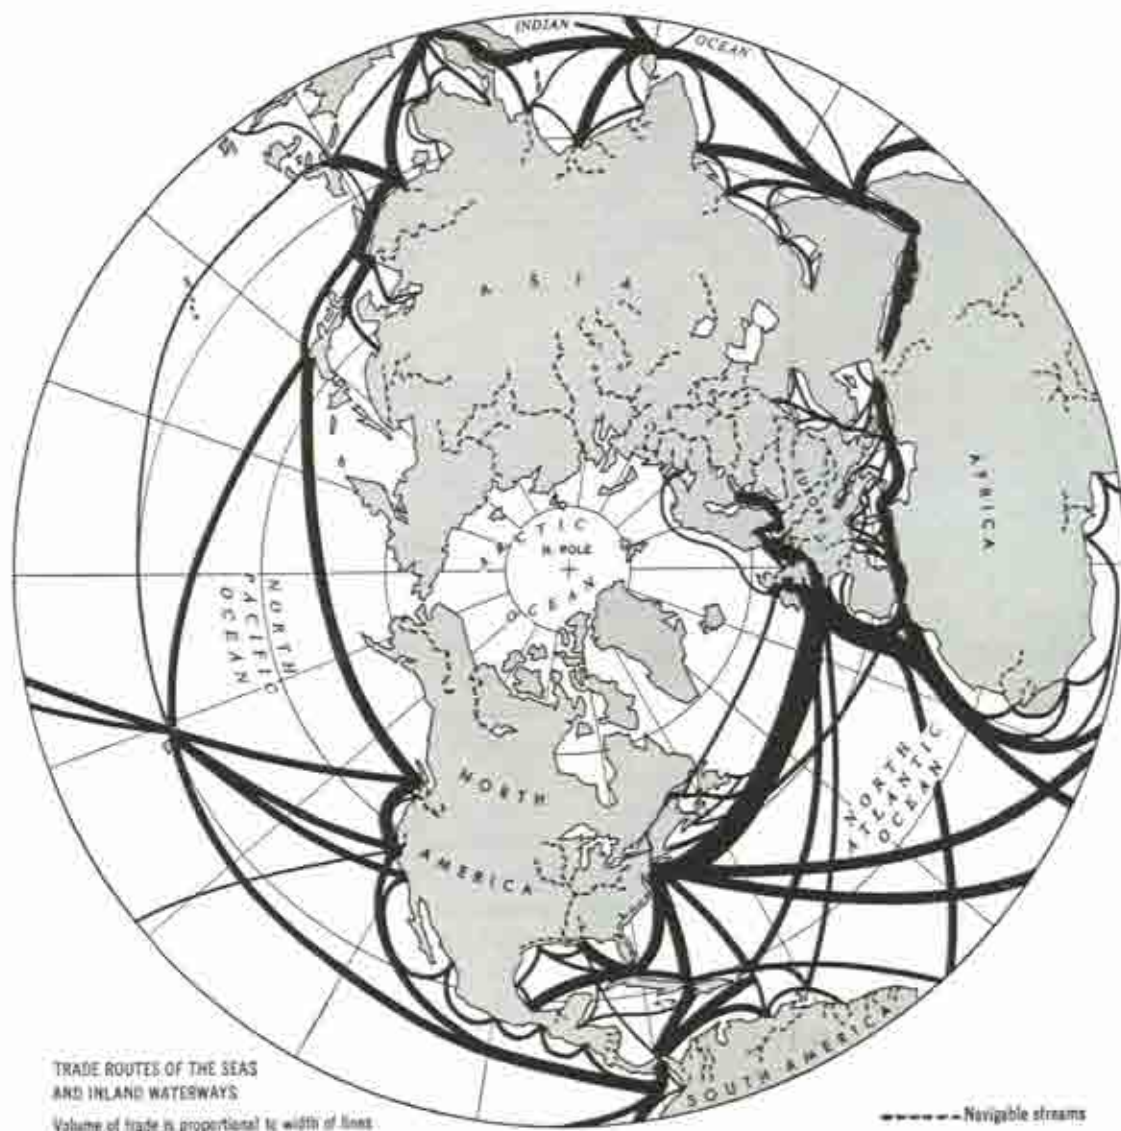 INDIAN
OCEAN
ASIA
EUROPE
AFRICA
ARCTIC
N. POLE
OCEAN
NORTH
PACIFIC
OCEAN
NORTH
AMERICA
NORTH
ATLANTIC
OCEAN
SOUTH AMERICA
TRADE ROUTES OF THE SEAS
AND INLAND WATERWAYS
Volume of trade is proportional to width of lines
Navigable streams